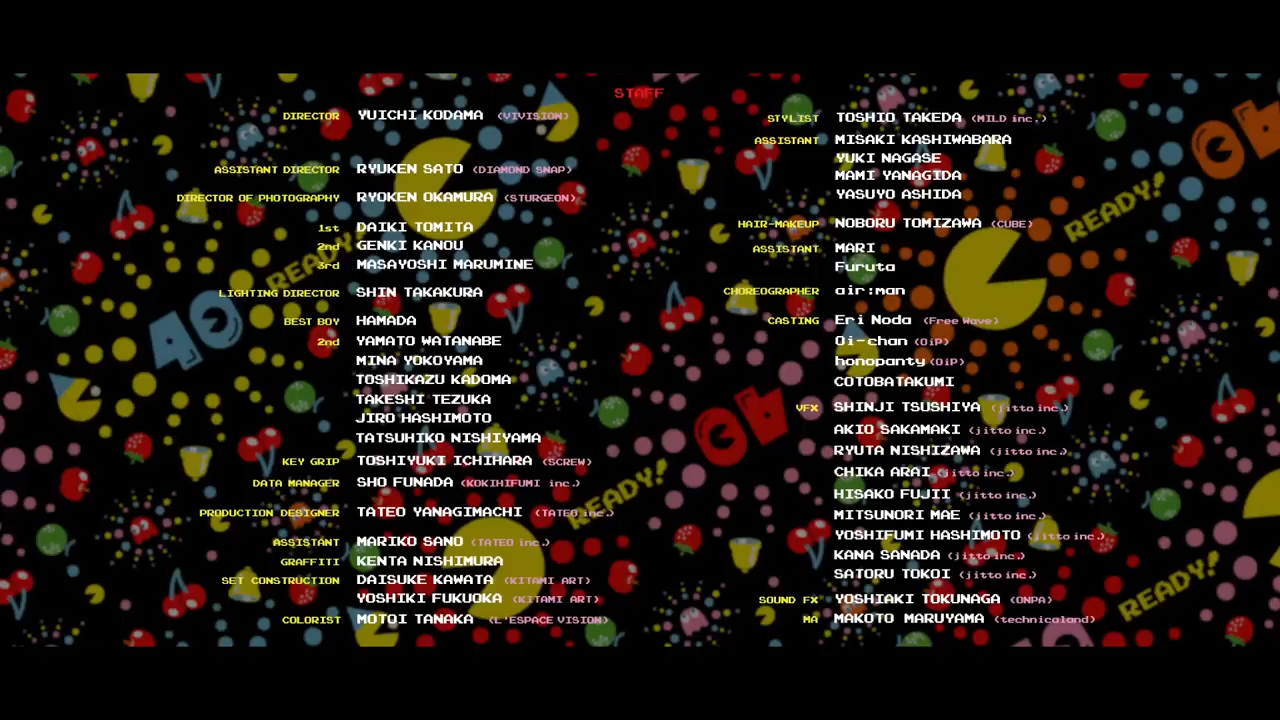 STAFF
DIRECTOR YUICHI KODAMA (VIVISION)
ASSISTANT DIRECTOR RYUKEN SATO (DIAMOND SNAP)
DIRECTOR OF PHOTOGRAPHY RYOKEN OKAMURA (STURGEON)
1st DAIKI TOMITA
2nd GENKI KANOU
3rd MASAYOSHI MARUMINE
LIGHTING DIRECTOR SHIN TAKAKURA
BEST BOY HAMADA
2nd YAMATO WATANABE
MINA YOKOYAMA
TOSHIKAZU KADOMA
TAKESHI TEZUKA
JIRO HASHIMOTO
TATSUHIKO NISHIYAMA
KEY GRIP TOSHIYUKI ICHIHARA (SCREW)
DATA MANAGER SHO FUNADA (KOKIHIFUMI inc.)
PRODUCTION DESIGNER TATEO YANAGIMACHI (TATEO inc.)
ASSISTANT MARIKO SANO (TATEO inc.)
GRAFFITI KENTA NISHIMURA
SET CONSTRUCTION DAISUKE KAWATA (KITAMI ART)
YOSHIKI FUKUOKA (KITAMI ART)
COLORIST MOTOI TANAKA (L'ESPACE VISION)
STYLIST TOSHIO TAKEDA (MILD inc.)
ASSISTANT MISAKI KASHIWABARA
YUKI NAGASE
MAMI YANAGIDA
YASUYO ASHIDA
HAIR-MAKEUP NOBORU TOMIZAWA (CUBE)
ASSISTANT MARI
Furuta
CHOREOGRAPHER air:man
CASTING Eri Noda (Free Wave)
Oi-chan (OiP)
honopanty (OiP)
COTOBATAKUMI
VFX SHINJI TSUSHIYA (jitto inc.)
AKIO SAKAMAKI (jitto inc.)
RYUTA NISHIZAWA (jitto inc.)
CHIKA ARAI (jitto inc.)
HISAKO FUJII (jitto inc.)
MITSUNORI MAE (jitto inc.)
YOSHIFUMI HASHIMOTO (jitto inc.)
KANA SANADA (jitto inc.)
SATORU TOKOI (jitto inc.)
SOUND FX YOSHIAKI TOKUNAGA (ONPA)
MA MAKOTO MARUYAMA (technicaland)
READY!
READY!
READY!
READY!
40